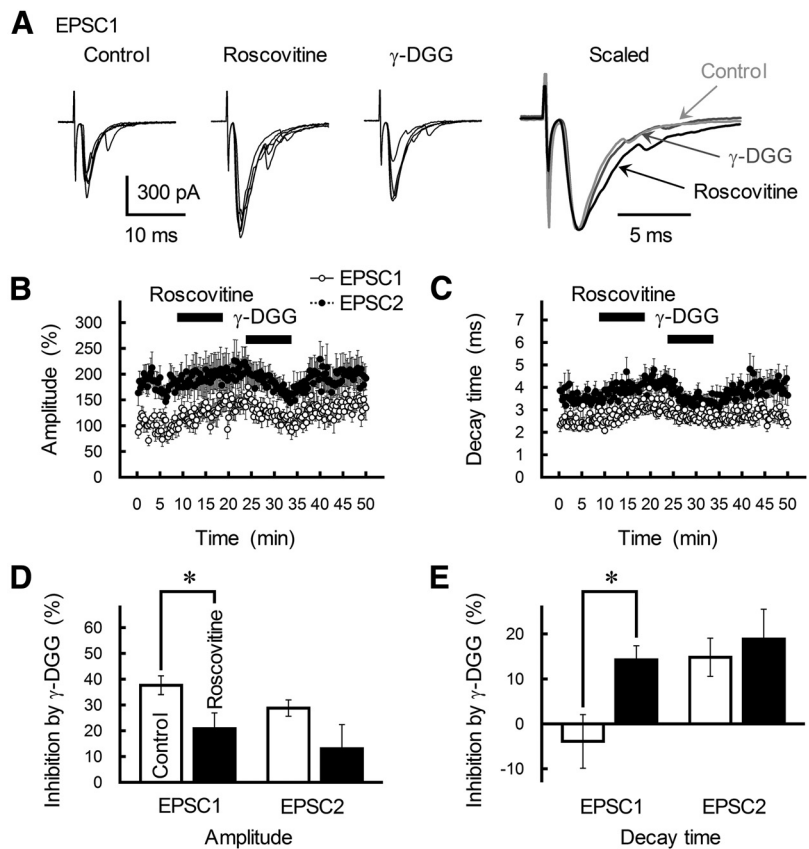 A EPSC1
Control Roscovitine γ-DGG Scaled
Control
γ-DGG
Roscovitine
300 pA
10 ms
5 ms
B
Roscovitine
γ-DGG
EPSC1
EPSC2
Amplitude (%)
300
250
200
150
100
50
0
0 5 10 15 20 25 30 35 40 45 50
Time (min)
C
Roscovitine
γ-DGG
Decay time (ms)
7
6
5
4
3
2
1
0
0 5 10 15 20 25 30 35 40 45 50
Time (min)
D
*
Inhibition by γ-DGG (%)
60
50
40
30
20
10
0
Control
Roscovitine
EPSC1 EPSC2
Amplitude
E
*
Inhibition by γ-DGG (%)
20
10
0
-10
EPSC1 EPSC2
Decay time